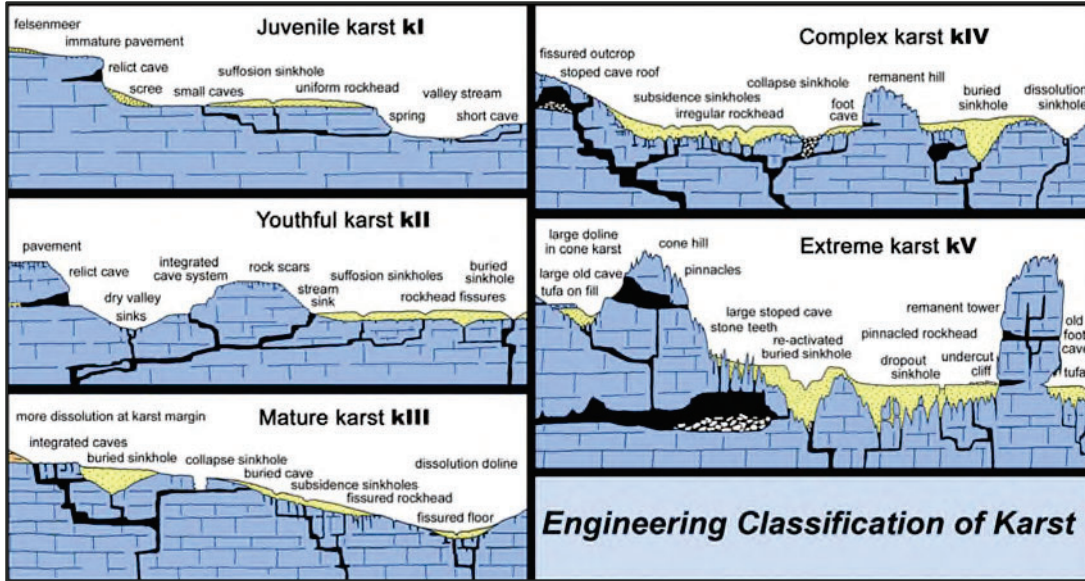 Juvenile karst kI
felsenmeer
immature pavement
relict cave
scree
small caves
suffosion sinkhole
uniform rockhead
spring
valley stream
short cave
Youthful karst kII
pavement
relict cave
dry valley
sinks
integrated
cave system
rock scars
stream
sink
suffosion sinkholes
rockhead fissures
buried
sinkhole
Mature karst kIII
more dissolution at karst margin
integrated caves
buried sinkhole
collapse sinkhole
buried cave
subsidence sinkholes
fissured rockhead
dissolution doline
fissured floor
Complex karst kIV
fissured outcrop
stoped cave roof
subsidence sinkholes
irregular rockhead
collapse sinkhole
foot
cave
remanent hill
buried
sinkhole
dissolution
sinkhole
Extreme karst kV
large doline
in cone karst
large old cave
tufa on fill
cone hill
pinnacles
large stoped cave
stone teeth
re-activated
buried sinkhole
remanent tower
pinnacled rockhead
dropout
sinkhole
undercut
cliff
old
foot
cave
tufa
Engineering Classification of Karst